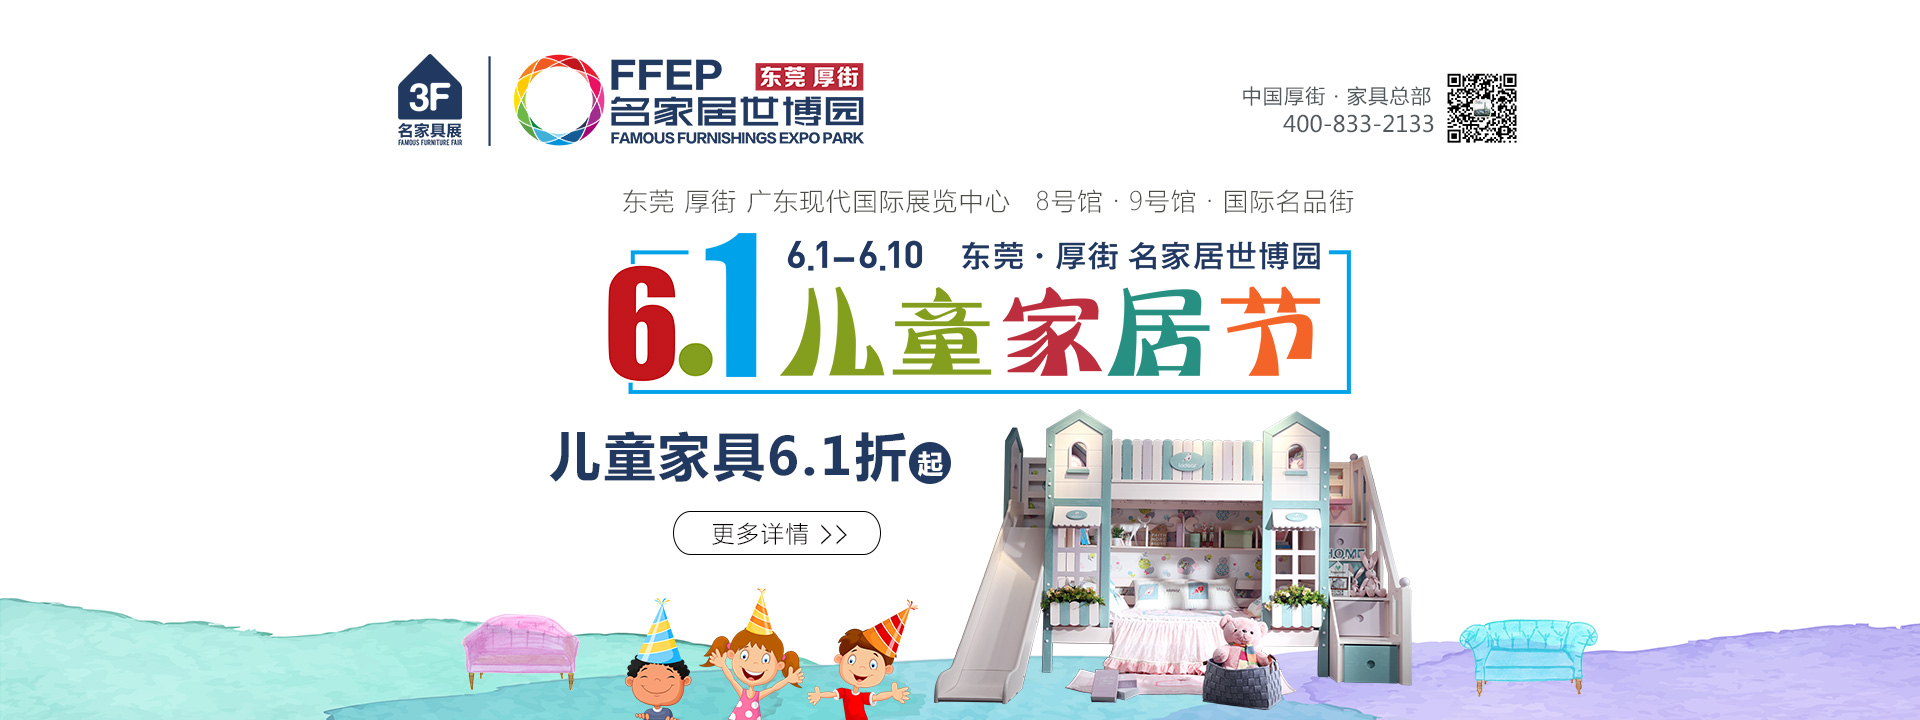 3F
名家具展
FAMOUS FURNITURE FAIR
FFEP 东莞 厚街
名家居世博园
FAMOUS FURNISHINGS EXPO PARK
中国厚街·家具总部
400-833-2133
东莞 厚街 广东现代国际展览中心 8号馆·9号馆·国际名品街
6.1-6.10 东莞·厚街 名家居世博园
6.1儿童家居节
儿童家具6.1折起
更多详情 >>
HOME